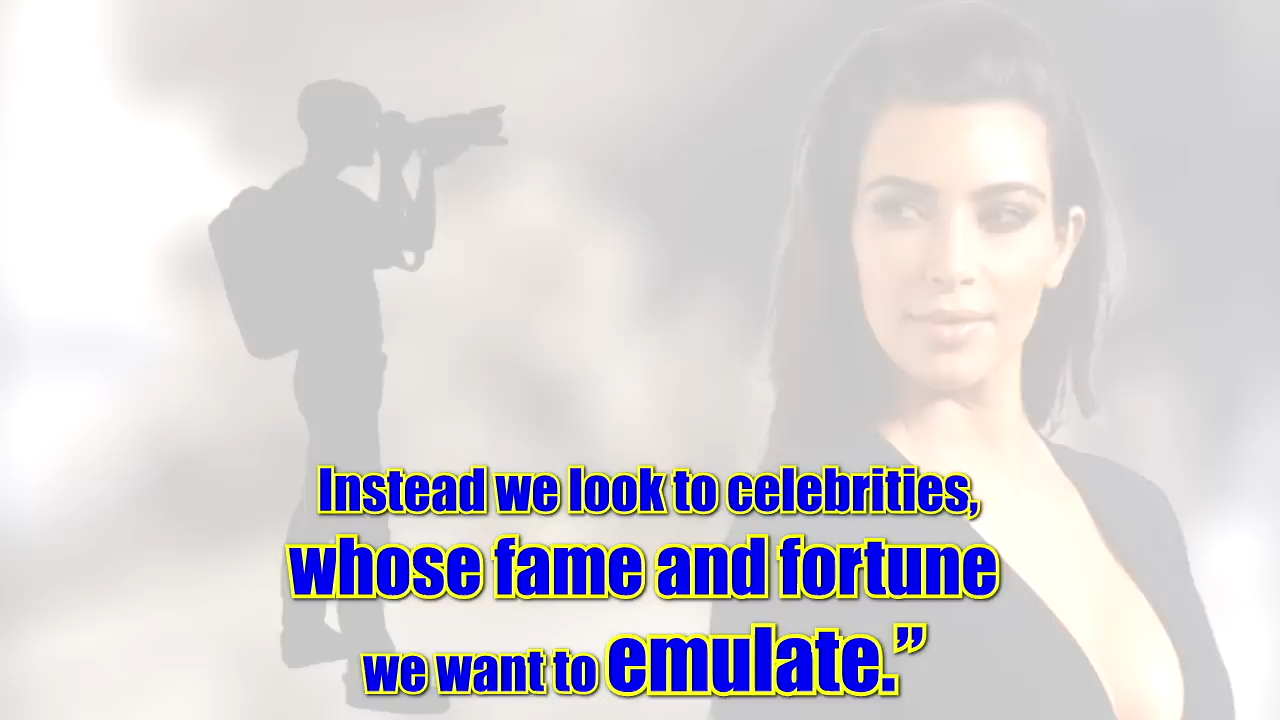 Instead we look to celebrities,
whose fame and fortune
we want to emulate.”